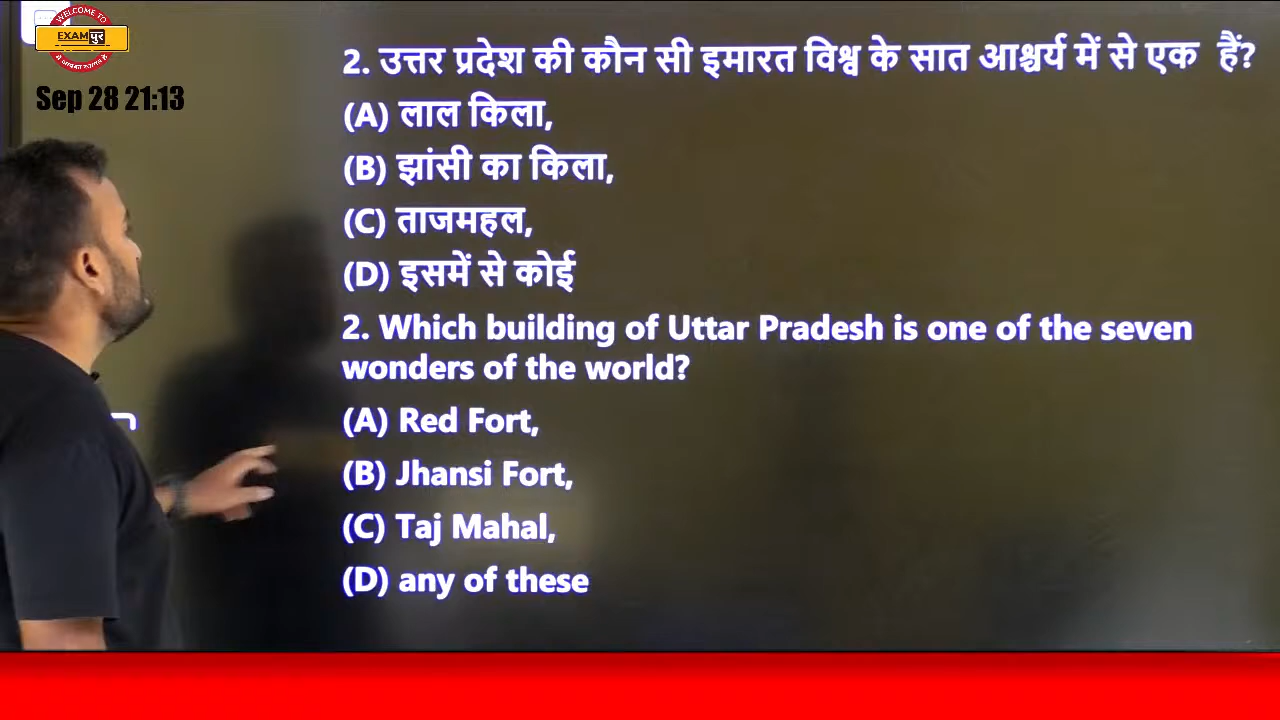 WELCOME TO
EXAM पुर
Sep 28 21:13
2. उत्तर प्रदेश की कौन सी इमारत विश्व के सात आश्चर्य में से एक हैं?
(A) लाल किला,
(B) झांसी का किला,
(C) ताजमहल,
(D) इसमें से कोई
2. Which building of Uttar Pradesh is one of the seven
wonders of the world?
(A) Red Fort,
(B) Jhansi Fort,
(C) Taj Mahal,
(D) any of these